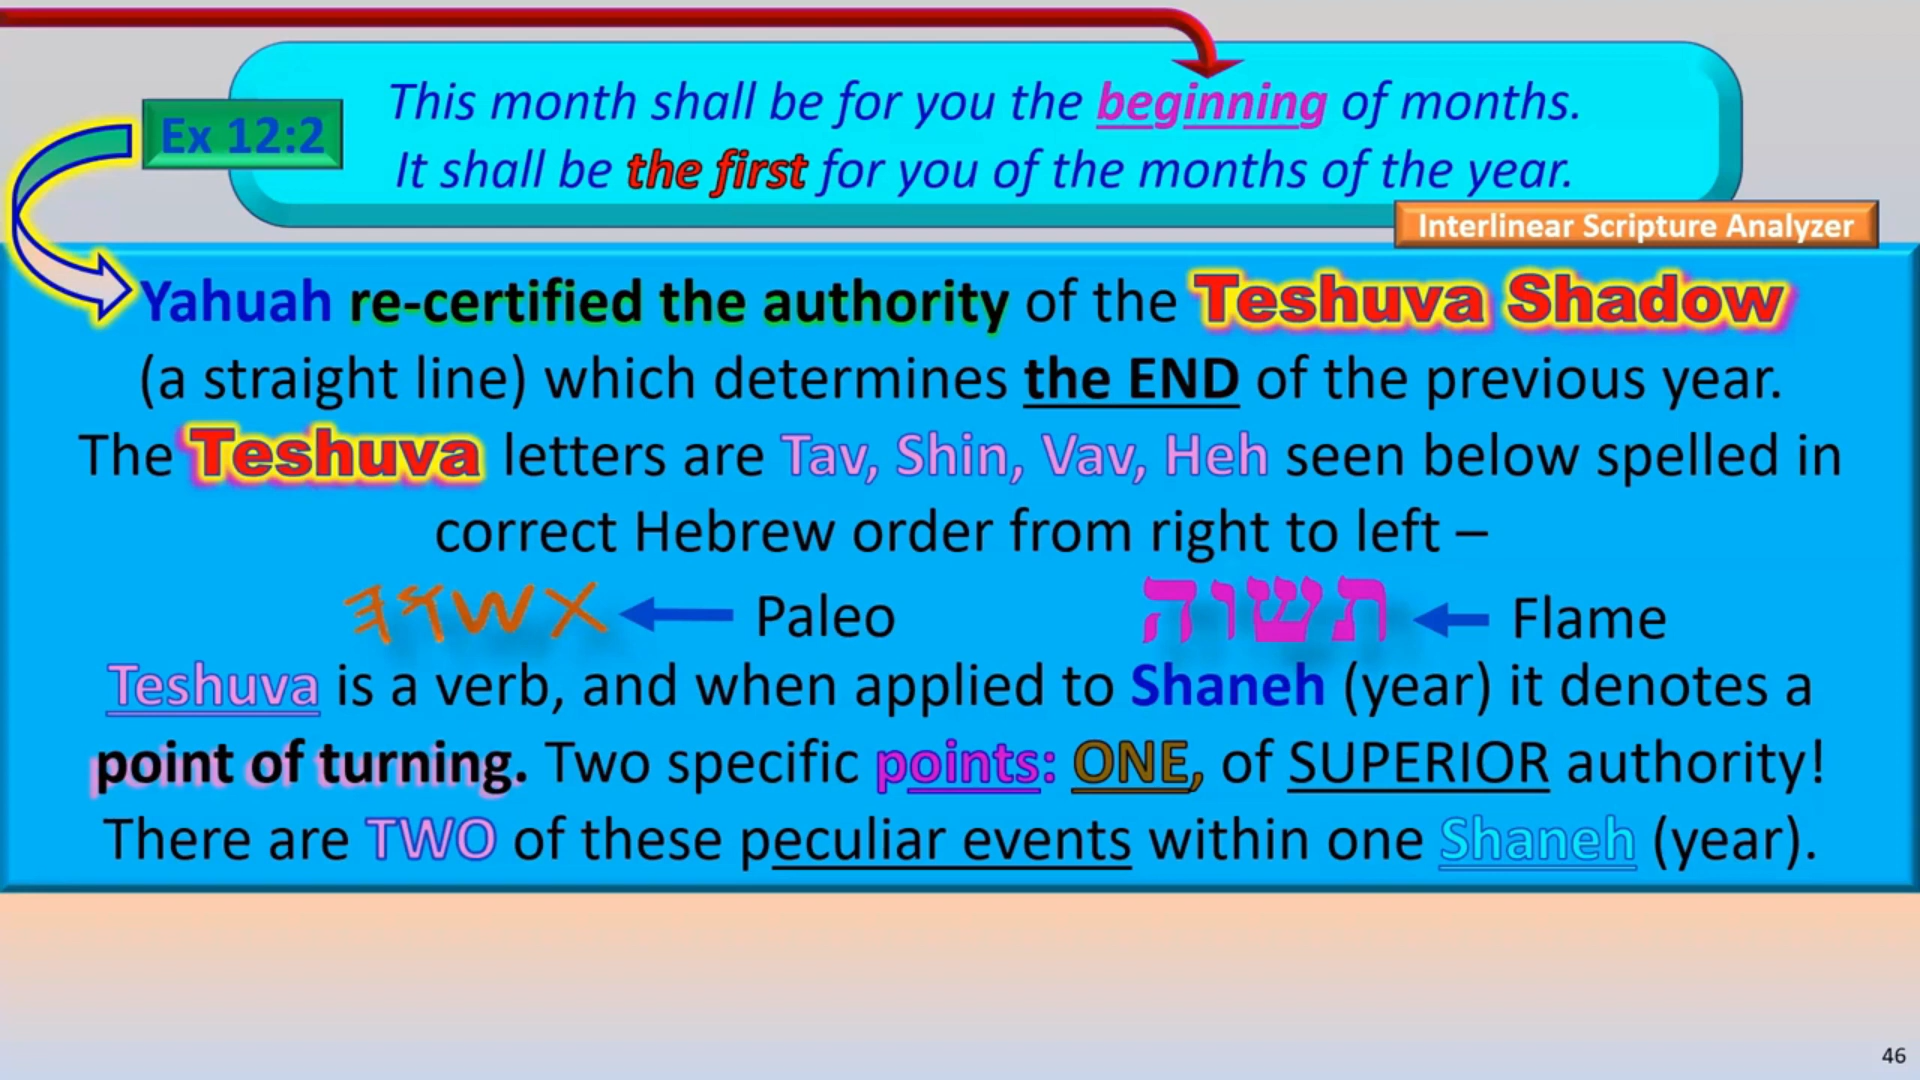 This month shall be for you the beginning of months.
Ex 12:2
It shall be the first for you of the months of the year.
Interlinear Scripture Analyzer
Yahuah re-certified the authority of the Teshuva Shadow
(a straight line) which determines the END of the previous year.
The Teshuva letters are Tav, Shin, Vav, Heh seen below spelled in
correct Hebrew order from right to left –
𐤕𐤔𐤅𐤄 Paleo תשוה Flame
Teshuva is a verb, and when applied to Shaneh (year) it denotes a
point of turning. Two specific points: ONE, of SUPERIOR authority!
There are TWO of these peculiar events within one Shaneh (year).
46